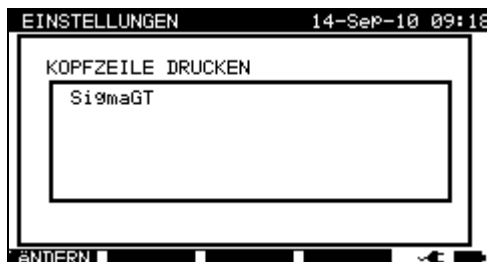 EINSTELLUNGEN 14-Sep-10 09:18
KOPFZEILE DRUCKEN
SigmaGT
ÄNDERN